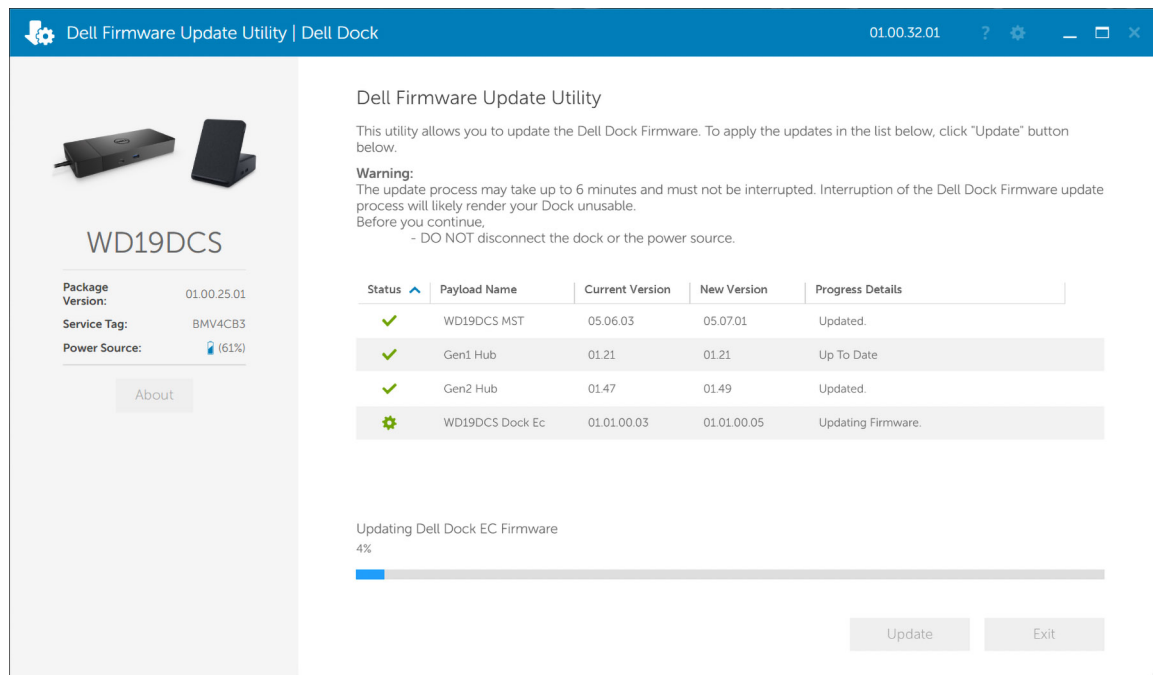 Dell Firmware Update Utility | Dell Dock
01.00.32.01
?
WD19DCS
Package Version: 01.00.25.01
Service Tag: BMV4CB3
Power Source: (61%)
About
Dell Firmware Update Utility
This utility allows you to update the Dell Dock Firmware. To apply the updates in the list below, click "Update" button
below.
Warning:
The update process may take up to 6 minutes and must not be interrupted. Interruption of the Dell Dock Firmware update
process will likely render your Dock unusable.
Before you continue,
- DO NOT disconnect the dock or the power source.
Status Payload Name Current Version New Version Progress Details
WD19DCS MST 05.06.03 05.07.01 Updated.
Gen1 Hub 01.21 01.21 Up To Date
Gen2 Hub 01.47 01.49 Updated.
WD19DCS Dock Ec 01.01.00.03 01.01.00.05 Updating Firmware.
Updating Dell Dock EC Firmware
4%
Update Exit